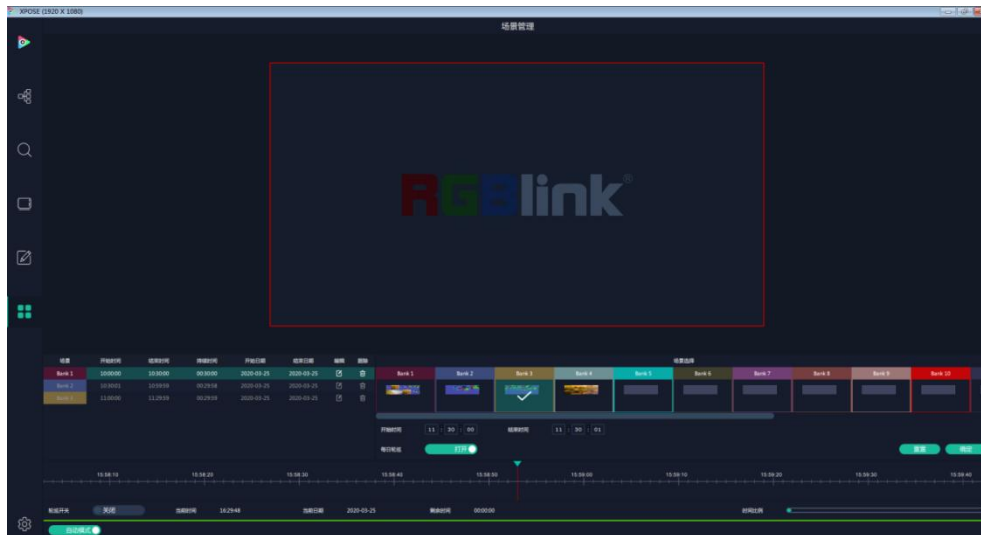 XPOSE (1920 X 1080)
场景管理
RGBlink®
场景 开始时间 结束时间 持续时间 开始日期 结束日期 编辑 删除
Bank 1 10:00:00 10:30:00 00:30:00 2020-03-25 2020-03-25
Bank 2 10:30:01 10:59:59 00:29:58 2020-03-25 2020-03-25
11:00:00 11:29:59 00:29:59 2020-03-25 2020-03-25
场景选择
Bank 1 Bank 2 Bank 3 Bank 4 Bank 5 Bank 6 Bank 7 Bank 8 Bank 9 Bank 10
开始时间 11 : 30 : 00 结束时间 11 : 30 : 01
每日轮巡 打开 重置 确定
15:58:10 15:58:20 15:58:30 15:58:40 15:58:50 15:59:00 15:59:10 15:59:20 15:59:30 15:59:40
轮巡开关 关闭 当前时间 16:29:48 当前日期 2020-03-25 剩余时间 00:00:00 时间比例
自动模式